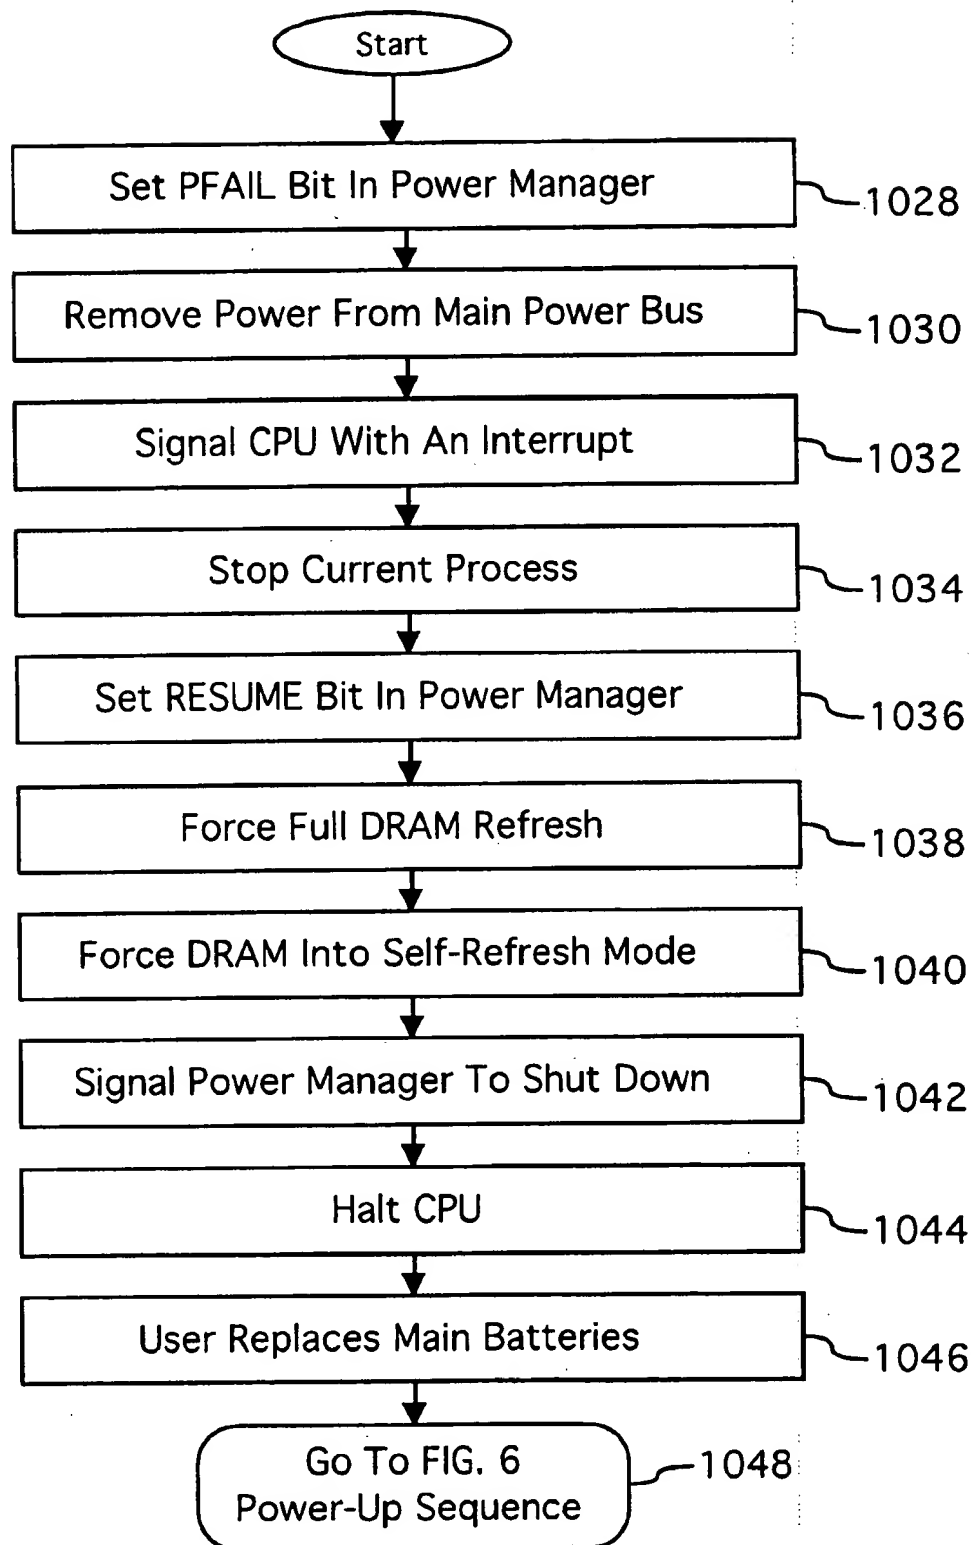 Start
Set PFAIL Bit In Power Manager
1028
Remove Power From Main Power Bus
1030
Signal CPU With An Interrupt
1032
Stop Current Process
1034
Set RESUME Bit In Power Manager
1036
Force Full DRAM Refresh
1038
Force DRAM Into Self-Refresh Mode
1040
Signal Power Manager To Shut Down
1042
Halt CPU
1044
User Replaces Main Batteries
1046
Go To FIG. 6
Power-Up Sequence
1048